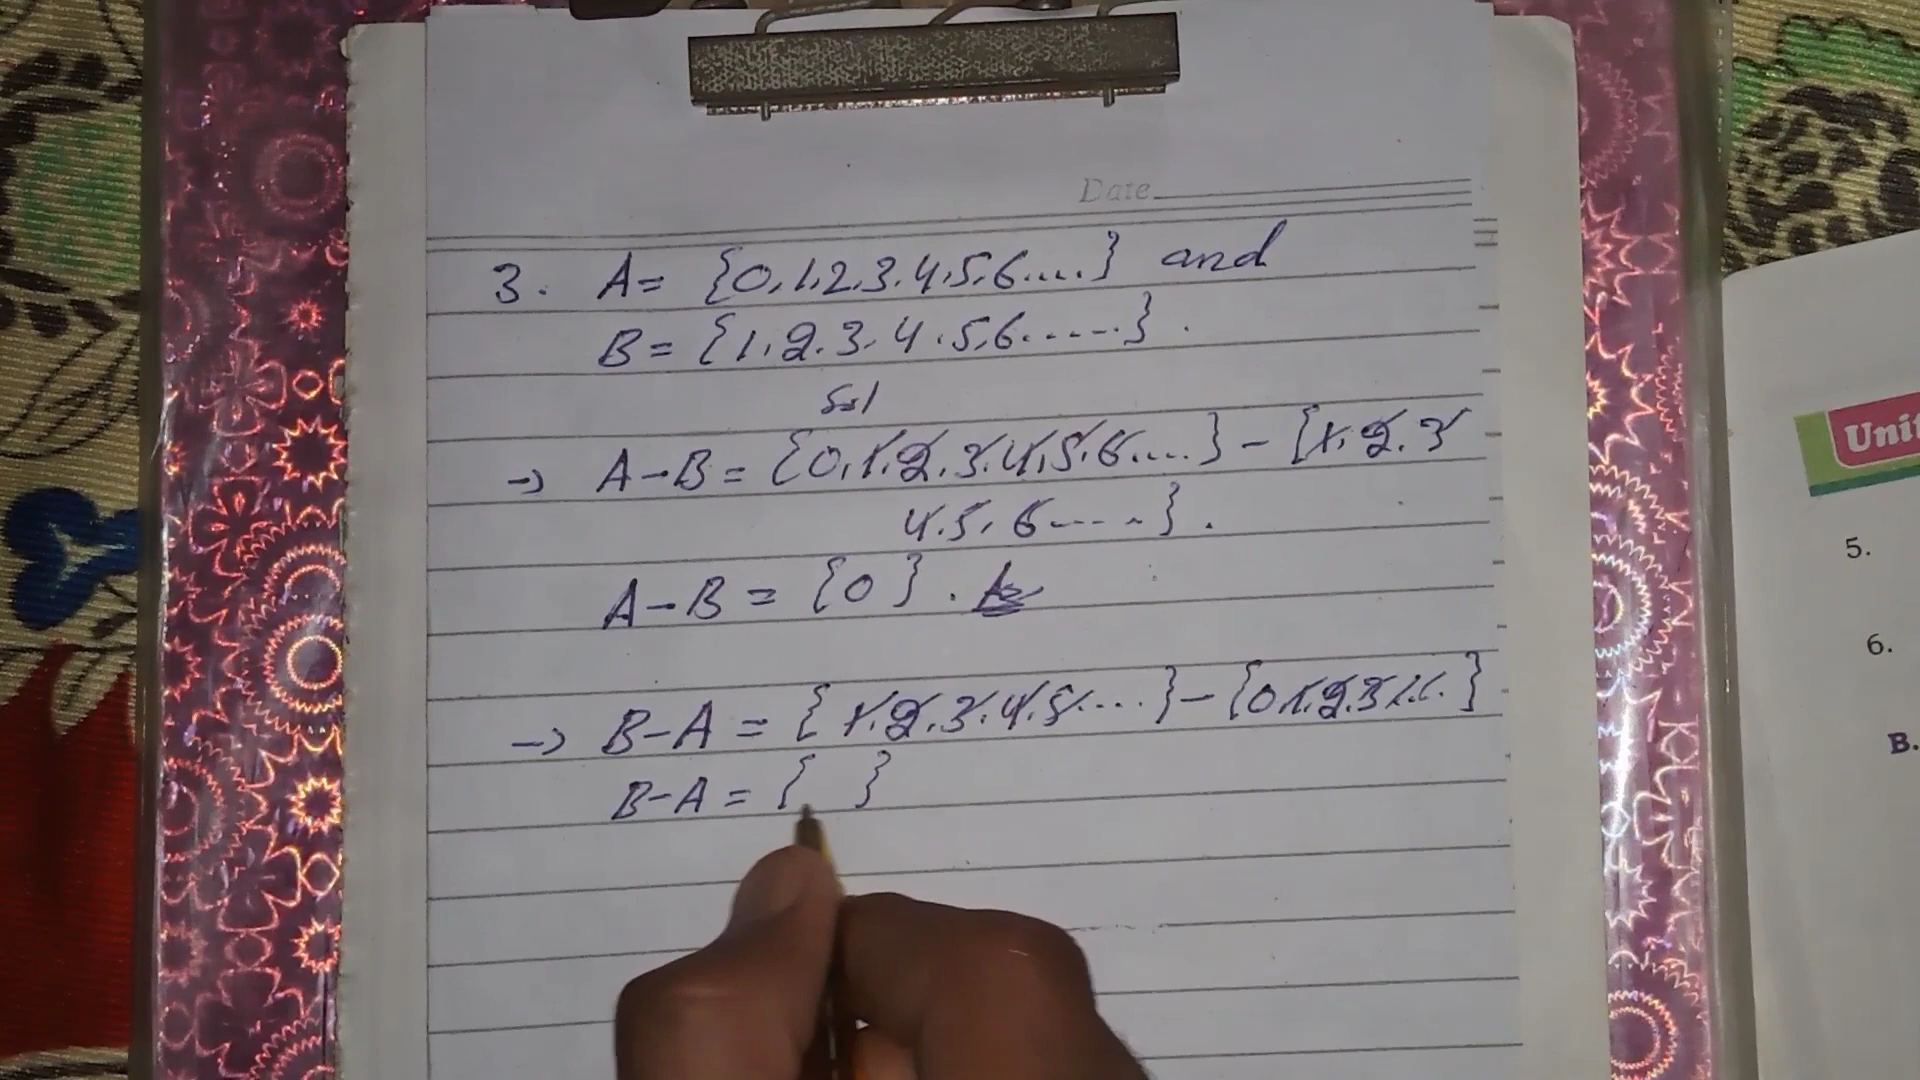 Date
3. A= {0,1,2,3,4,5,6....} and
B= {1,2,3,4,5,6......}.
Sol
→ A-B = {0,1,2,3,4,5,6....} - {1,2,3
4,5,6.....}.
A-B = {0}.
→ B-A = {1,2,3,4,5....} - {0,1,2,3....}
B-A = { }
Unit
5.
6.
B.